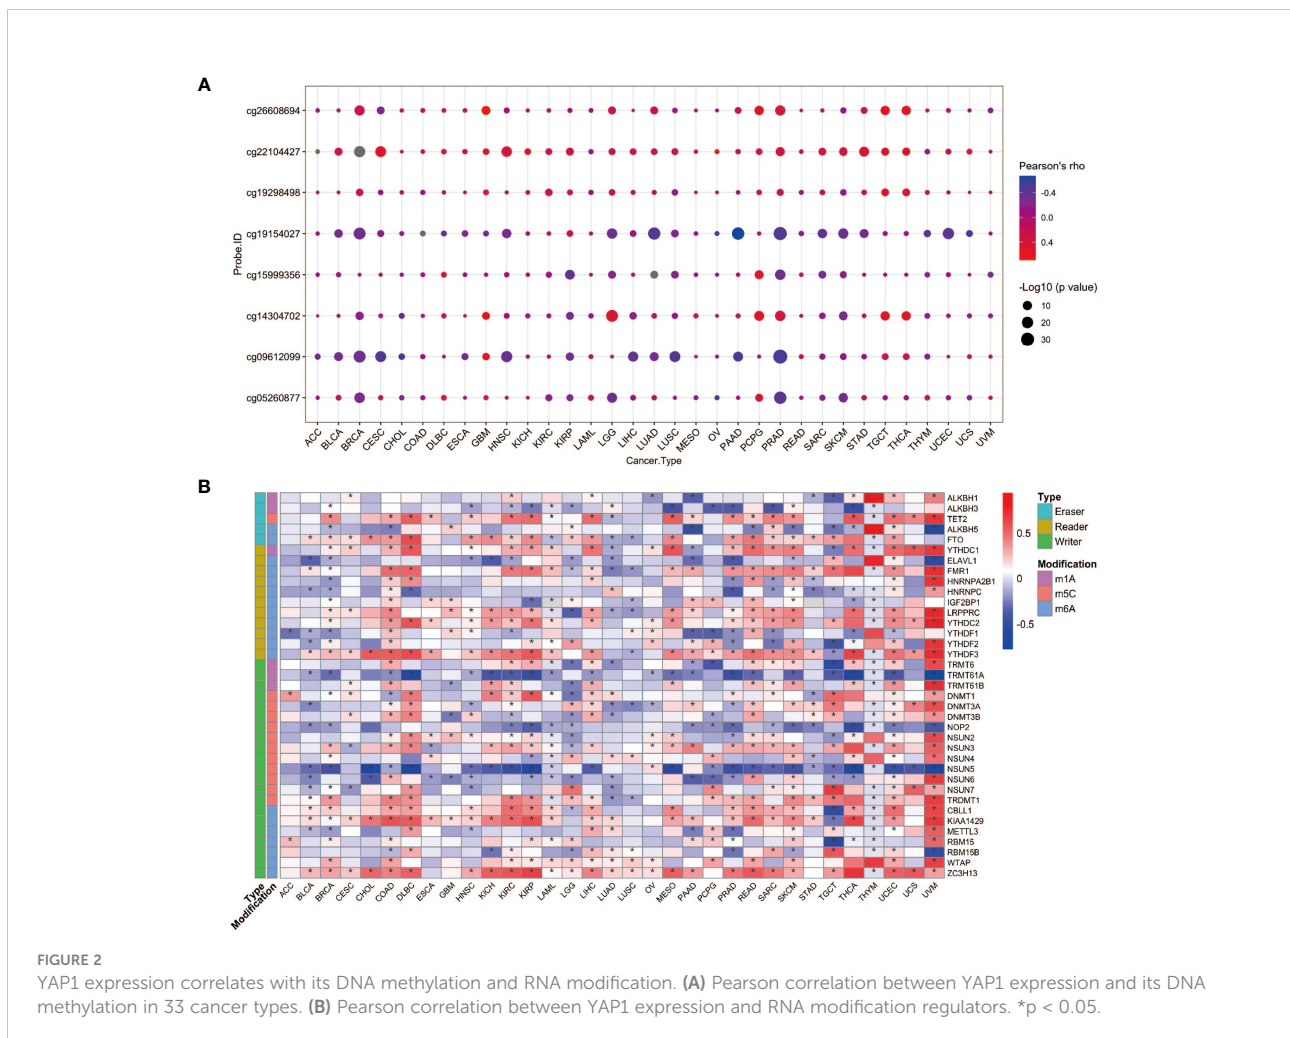 A
cg26608694
cg22104427
cg19298498
cg19154027
cg15999356
cg14304702
cg09612099
cg05260877
Probe.ID
ACC BLCA BRCA CESC CHOL COAD DLBC ESCA GBM HNSC KICH KIRC KIRP LAML LGG LIHC LUAD LUSC MESO OV PAAD PCPG PRAD READ SARC SKCM STAD TGCT THCA THYM UCEC UCS UVM
Cancer.Type
Pearson's rho
-0.4
0.0
0.4
-Log10 (p value)
10
20
30
B
ALKBH1
ALKBH3
TET2
ALKBH5
FTO
YTHDC1
ELAVL1
FMR1
HNRNPA2B1
HNRNPC
IGF2BP1
LRPPRC
YTHDC2
YTHDF1
YTHDF2
YTHDF3
TRMT6
TRMT61A
TRMT61B
DNMT1
DNMT3A
DNMT3B
NOP2
NSUN2
NSUN3
NSUN4
NSUN5
NSUN6
NSUN7
TRDMT1
CBLL1
KIAA1429
METTL3
RBM15
RBM15B
WTAP
ZC3H13
Type
Modification
ACC BLCA BRCA CESC CHOL COAD DLBC ESCA GBM HNSC KICH KIRC KIRP LAML LGG LIHC LUAD LUSC OV MESO PAAD PCPG PRAD READ SARC SKCM STAD TGCT THCA THYM UCEC UCS UVM
0.5
0
-0.5
Type
Eraser
Reader
Writer
Modification
m1A
m5C
m6A
FIGURE 2
YAP1 expression correlates with its DNA methylation and RNA modification. (A) Pearson correlation between YAP1 expression and its DNA
methylation in 33 cancer types. (B) Pearson correlation between YAP1 expression and RNA modification regulators. *p < 0.05.